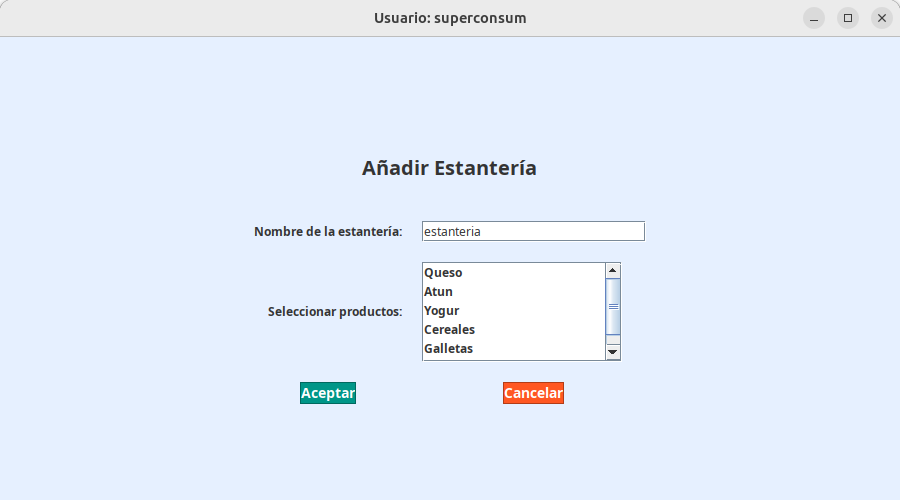 Usuario: superconsum
Añadir Estantería
Nombre de la estantería: estanteria
Seleccionar productos:
Queso
Atun
Yogur
Cereales
Galletas
Aceptar Cancelar